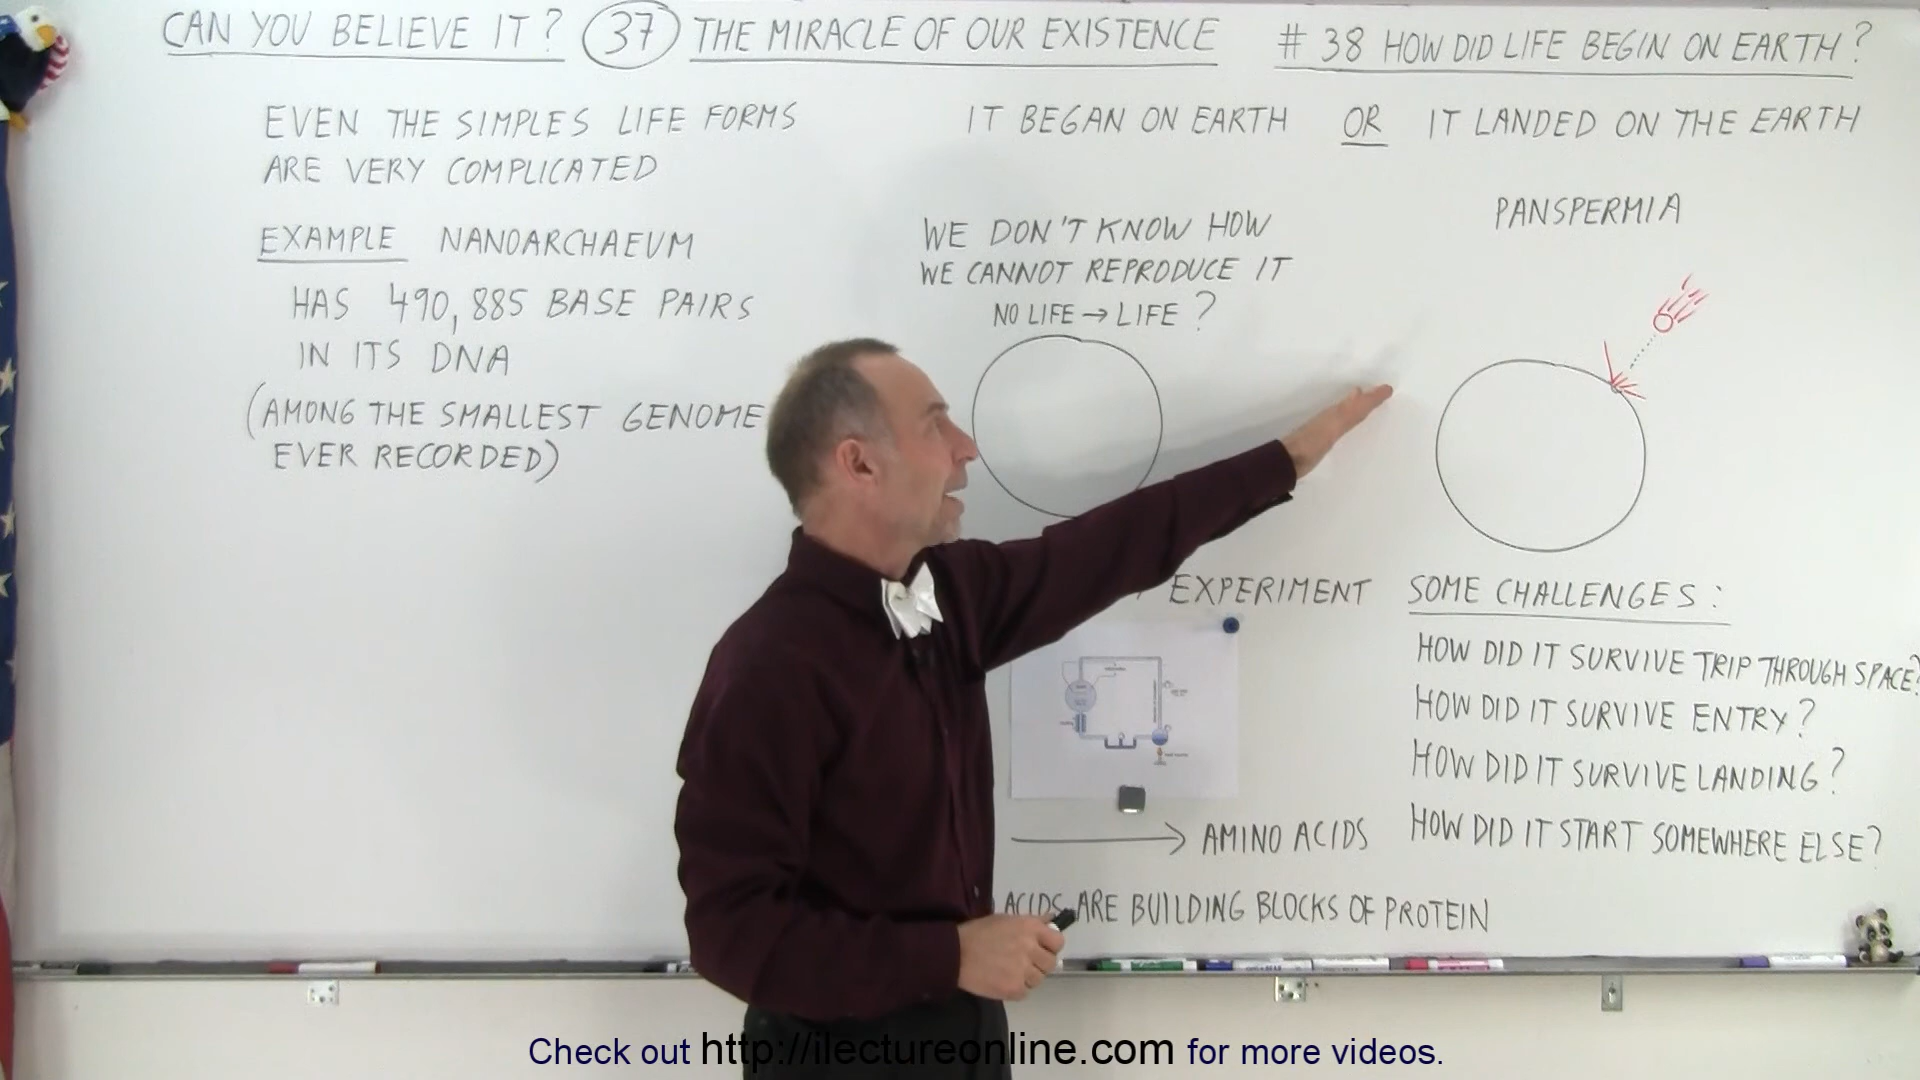 CAN YOU BELIEVE IT? 37 THE MIRACLE OF OUR EXISTENCE # 38 HOW DID LIFE BEGIN ON EARTH?
EVEN THE SIMPLES LIFE FORMS
ARE VERY COMPLICATED
EXAMPLE NANOARCHAEUM
HAS 490,885 BASE PAIRS
IN ITS DNA
(AMONG THE SMALLEST GENOME
EVER RECORDED)
IT BEGAN ON EARTH OR IT LANDED ON THE EARTH
WE DON'T KNOW HOW
WE CANNOT REPRODUCE IT
NO LIFE → LIFE ?
EXPERIMENT
→ AMINO ACIDS
ACIDS ARE BUILDING BLOCKS OF PROTEIN
PANSPERMIA
SOME CHALLENGES:
HOW DID IT SURVIVE TRIP THROUGH SPACE?
HOW DID IT SURVIVE ENTRY?
HOW DID IT SURVIVE LANDING?
HOW DID IT START SOMEWHERE ELSE?
Check out http://ilectureonline.com for more videos.